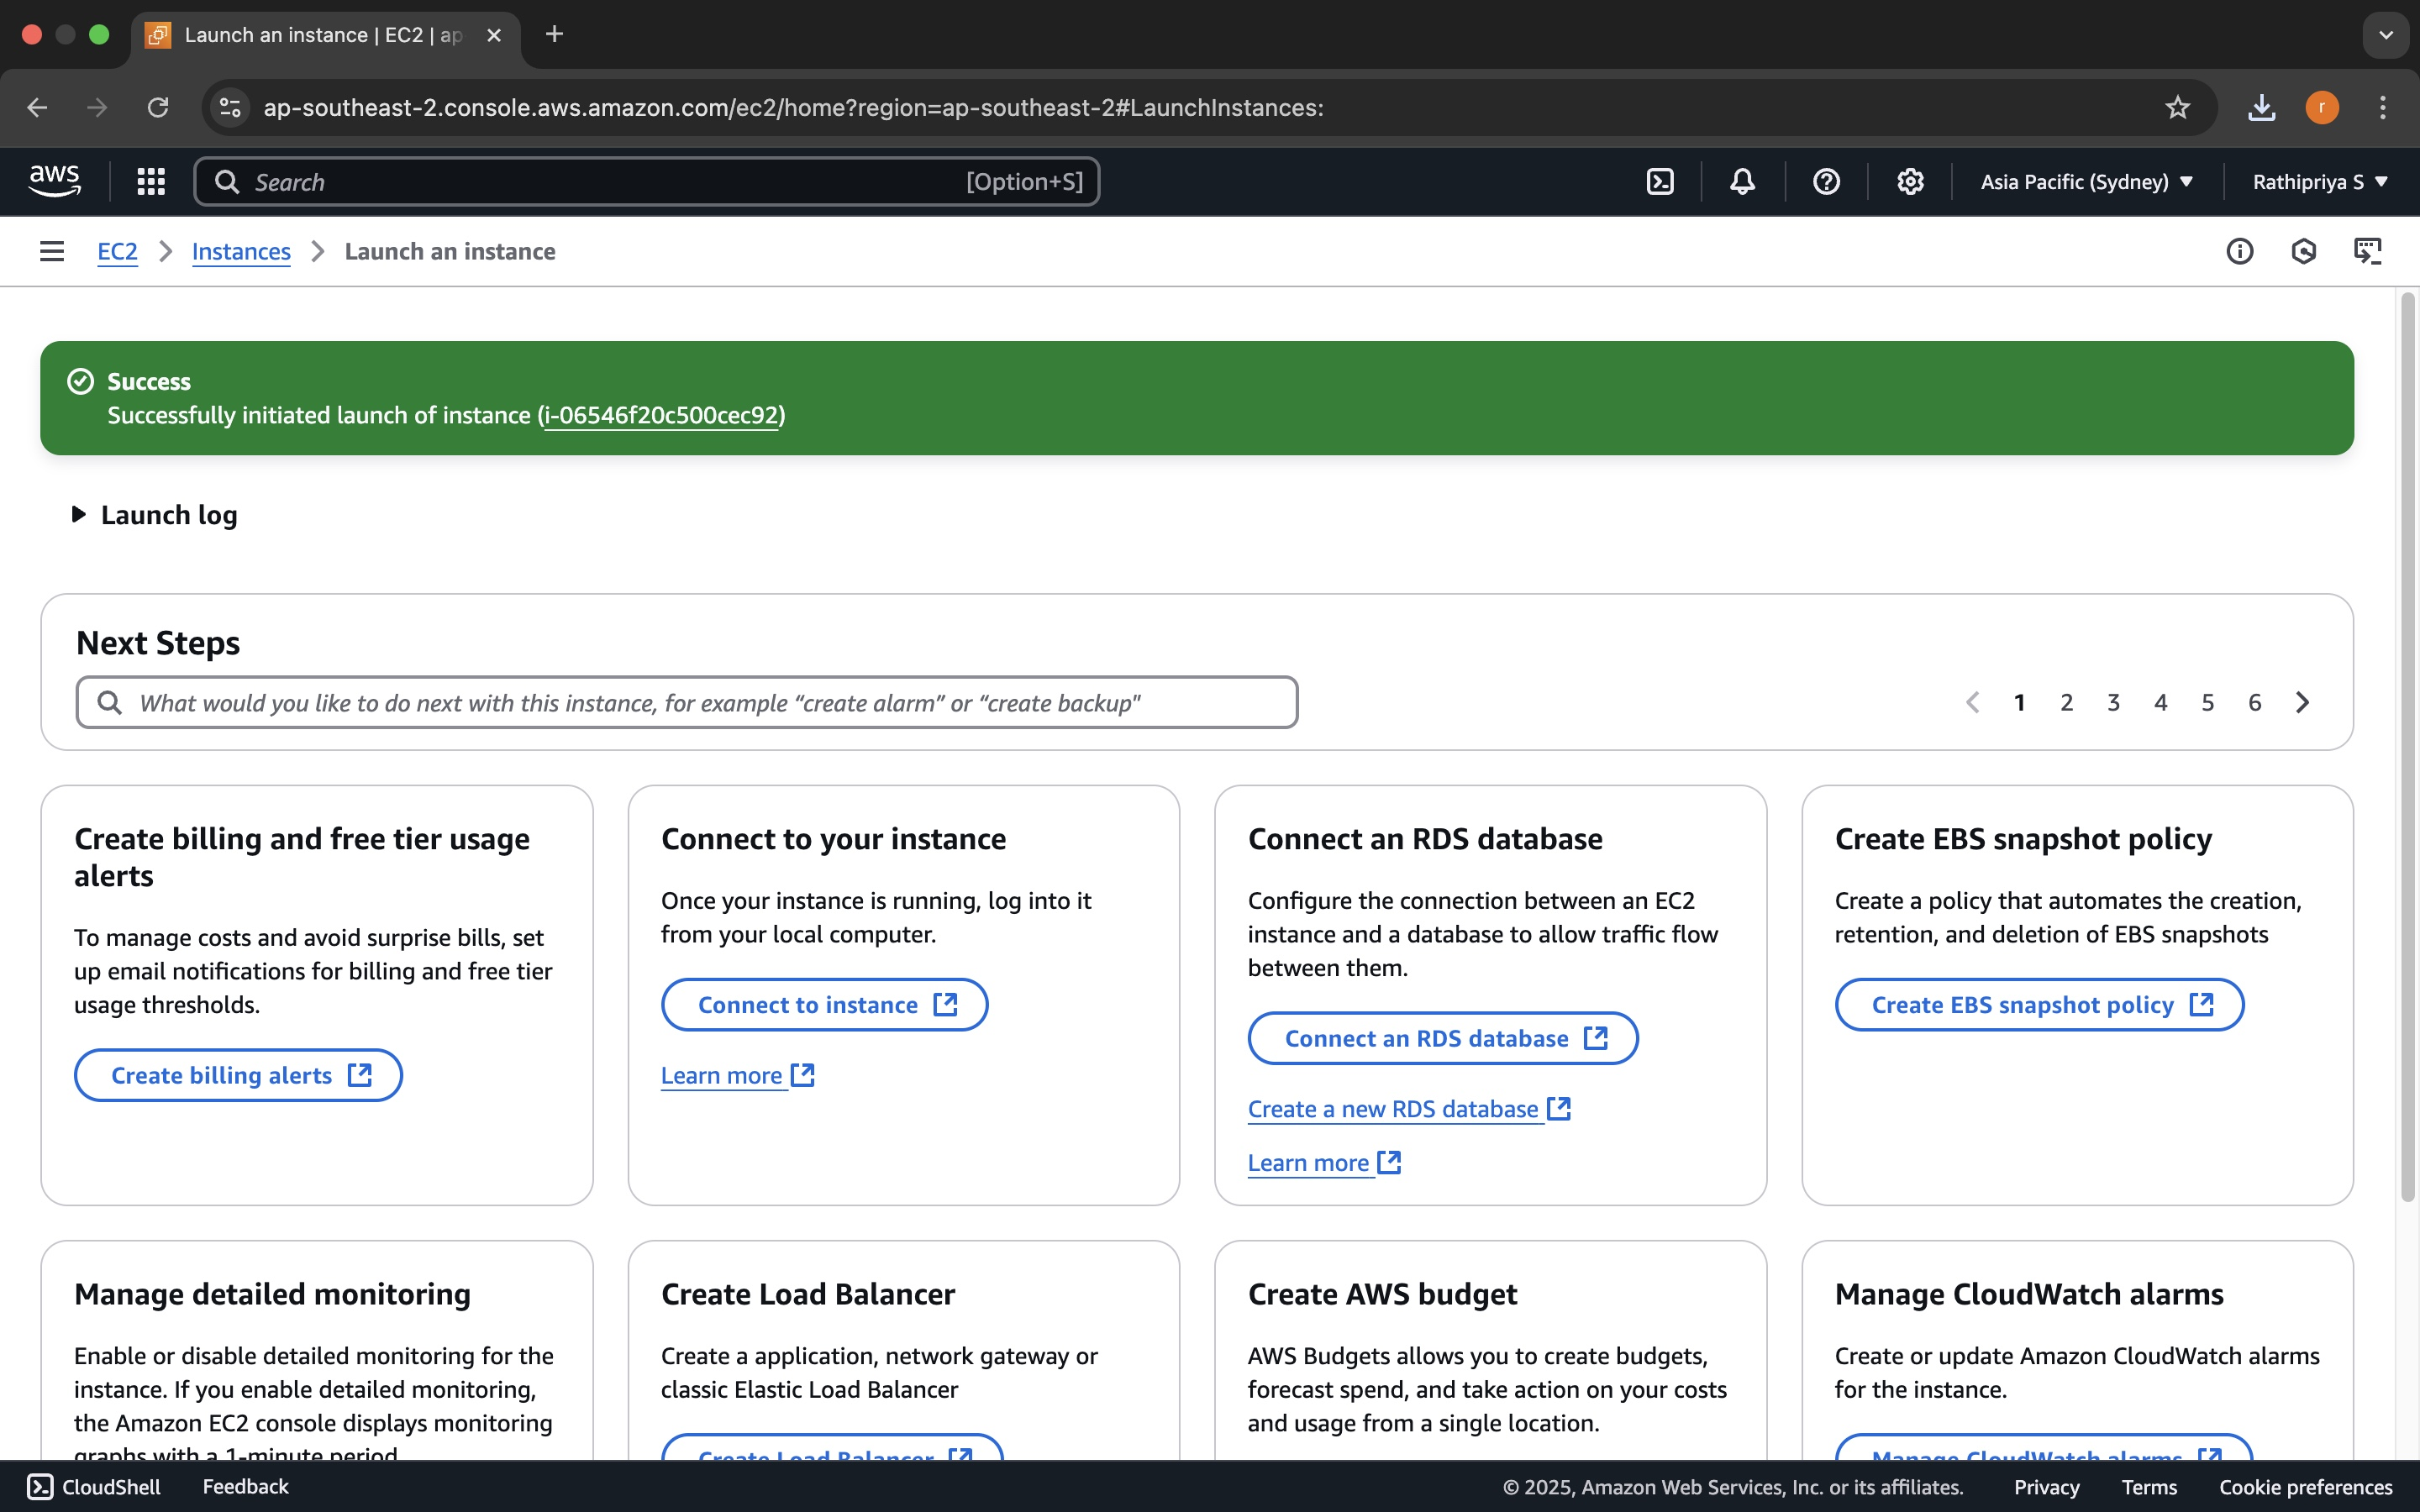 Launch an instance | EC2 | ap
ap-southeast-2.console.aws.amazon.com/ec2/home?region=ap-southeast-2#LaunchInstances:
r
aws
Search
[Option+S]
Asia Pacific (Sydney)
Rathipriya S
EC2
Instances
Launch an instance
Success
Successfully initiated launch of instance (i-06546f20c500cec92)
Launch log
Next Steps
What would you like to do next with this instance, for example “create alarm” or “create backup"
1 2 3 4 5 6
Create billing and free tier usage
alerts
To manage costs and avoid surprise bills, set
up email notifications for billing and free tier
usage thresholds.
Create billing alerts
Connect to your instance
Once your instance is running, log into it
from your local computer.
Connect to instance
Learn more
Connect an RDS database
Configure the connection between an EC2
instance and a database to allow traffic flow
between them.
Connect an RDS database
Create a new RDS database
Learn more
Create EBS snapshot policy
Create a policy that automates the creation,
retention, and deletion of EBS snapshots
Create EBS snapshot policy
Manage detailed monitoring
Enable or disable detailed monitoring for the
instance. If you enable detailed monitoring,
the Amazon EC2 console displays monitoring
graphs with a 1-minute period.
Create Load Balancer
Create a application, network gateway or
classic Elastic Load Balancer
Create Load Balancer
Create AWS budget
AWS Budgets allows you to create budgets,
forecast spend, and take action on your costs
and usage from a single location.
Manage CloudWatch alarms
Create or update Amazon CloudWatch alarms
for the instance.
Manage CloudWatch alarms
CloudShell
Feedback
© 2025, Amazon Web Services, Inc. or its affiliates.
Privacy
Terms
Cookie preferences